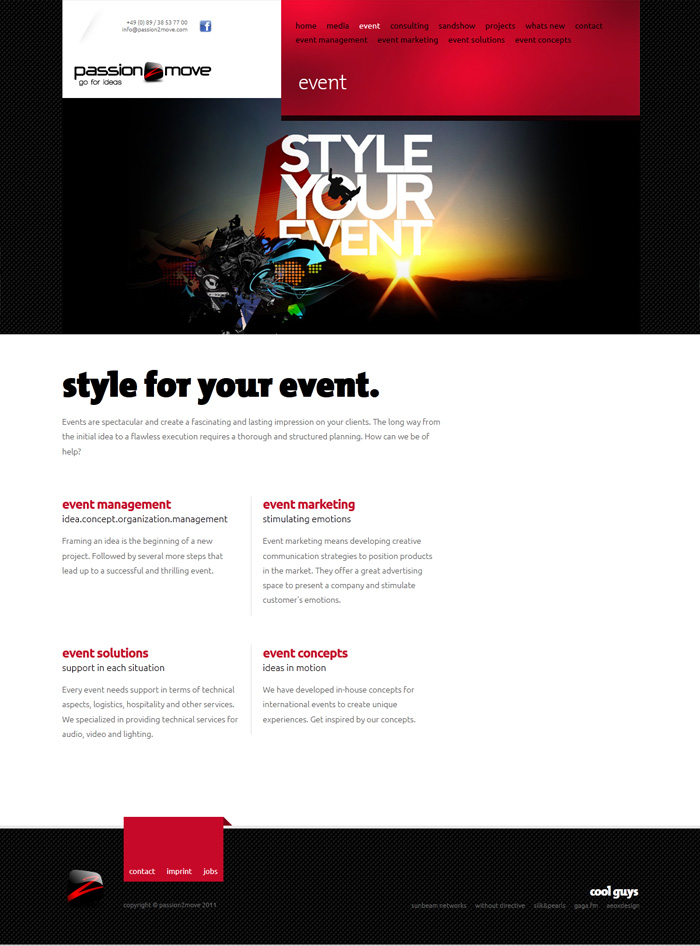 +49 (0) 89 / 38 53 77 00
info@passion2move.com
passion2move
go for ideas
home media event consulting sandshow projects whats new contact
event management event marketing event solutions event concepts
event
STYLE
YOUR
EVENT
style for your event.
Events are spectacular and create a fascinating and lasting impression on your clients. The long way from
the initial idea to a flawless execution requires a thorough and structured planning. How can we be of
help?
event management
idea.concept.organization.management
Framing an idea is the beginning of a new
project. Followed by several more steps that
lead up to a successful and thrilling event.
event marketing
stimulating emotions
Event marketing means developing creative
communication strategies to position products
in the market. They offer a great advertising
space to present a company and stimulate
customer's emotions.
event solutions
support in each situation
Every event needs support in terms of technical
aspects, logistics, hospitality and other services.
We specialized in providing technical services for
audio, video and lighting.
event concepts
ideas in motion
We have developed in-house concepts for
international events to create unique
experiences. Get inspired by our concepts.
contact imprint jobs
copyright © passion2move 2011
cool guys
sunbeam networks without directive silk&pearls gaga.fm aeoxdesign